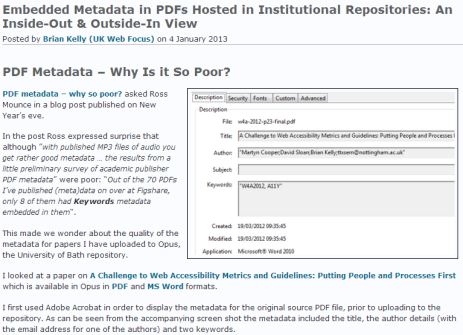 Embedded Metadata in PDFs Hosted in Institutional Repositories: An
Inside-Out & Outside-In View
Posted by Brian Kelly (UK Web Focus) on 4 January 2013
PDF Metadata – Why Is it So Poor?
PDF metadata – why so poor? asked Ross
Mounce in a blog post published on New
Year's eve.
In the post Ross expressed surprise that
although "with published MP3 files of audio you
get rather good metadata … the results from a
little preliminary survey of academic publisher
PDF metadata" were poor: "Out of the 70 PDFs
I've published (meta)data on over at Figshare,
only 8 of them had Keywords metadata
embedded in them".
This made we wonder about the quality of the
metadata for papers I have uploaded to Opus,
the University of Bath repository.
Description Security Fonts Custom Advanced
Description
File: w4a-2012-p23-final.pdf
Title: A Challenge to Web Accessibility Metrics and Guidelines: Putting People and Processes
Author: "Martyn Cooper;David Sloan;Brian Kelly;ttssem@nottingham.ac.uk"
Subject:
Keywords: "W4A2012, A11Y"
Created: 19/03/2012 09:35:45
Modified: 19/03/2012 09:35:45
Application: Microsoft® Word 2010
I looked at a paper on A Challenge to Web Accessibility Metrics and Guidelines: Putting People and Processes First
which is available in Opus in PDF and MS Word formats.
I first used Adobe Acrobat in order to display the metadata for the original source PDF file, prior to uploading to the
repository. As can be seen from the accompanying screen shot the metadata included the title, the author details (with
the email address for one of the authors) and two keywords.